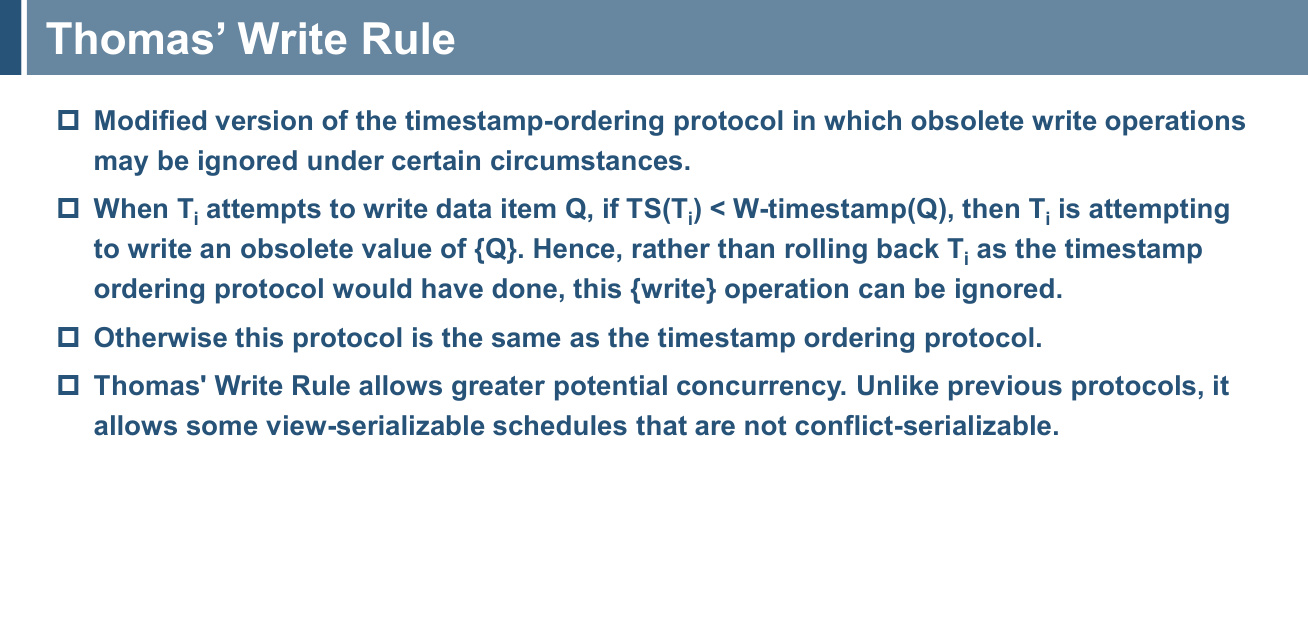 Thomas’ Write Rule
Modified version of the timestamp-ordering protocol in which obsolete write operations
may be ignored under certain circumstances.
When Ti attempts to write data item Q, if TS(Ti) < W-timestamp(Q), then Ti is attempting
to write an obsolete value of {Q}. Hence, rather than rolling back Ti as the timestamp
ordering protocol would have done, this {write} operation can be ignored.
Otherwise this protocol is the same as the timestamp ordering protocol.
Thomas' Write Rule allows greater potential concurrency. Unlike previous protocols, it
allows some view-serializable schedules that are not conflict-serializable.